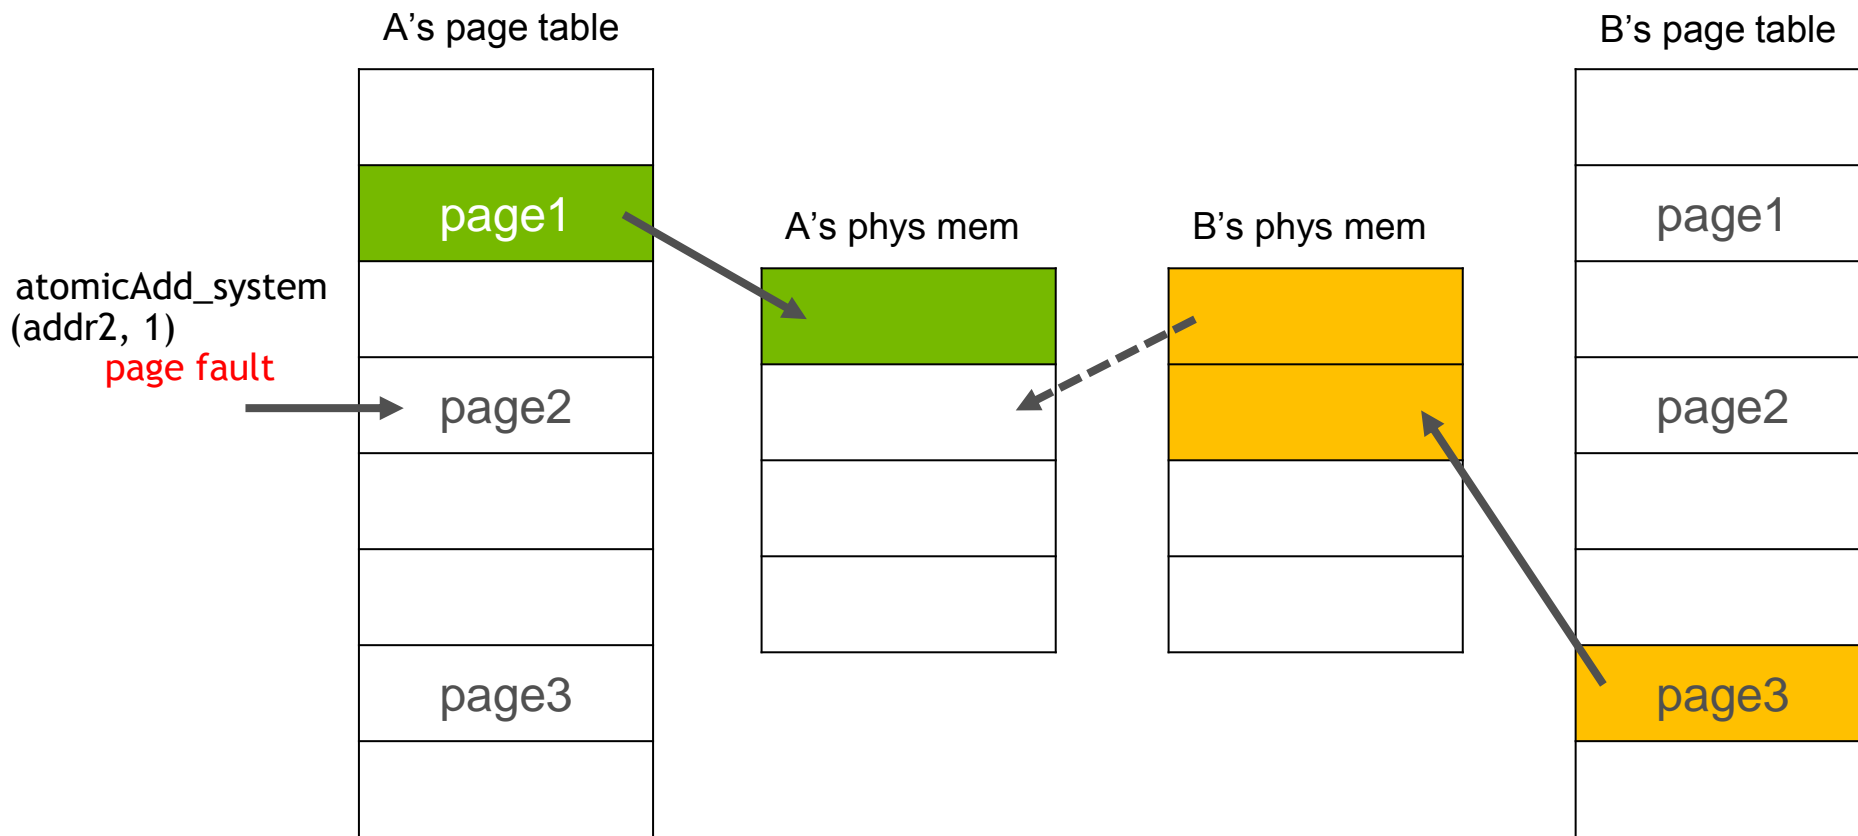 A’s page table
B’s page table
page1
page1
A’s phys mem
B’s phys mem
atomicAdd_system
(addr2, 1)
page fault
page2
page2
page3
page3